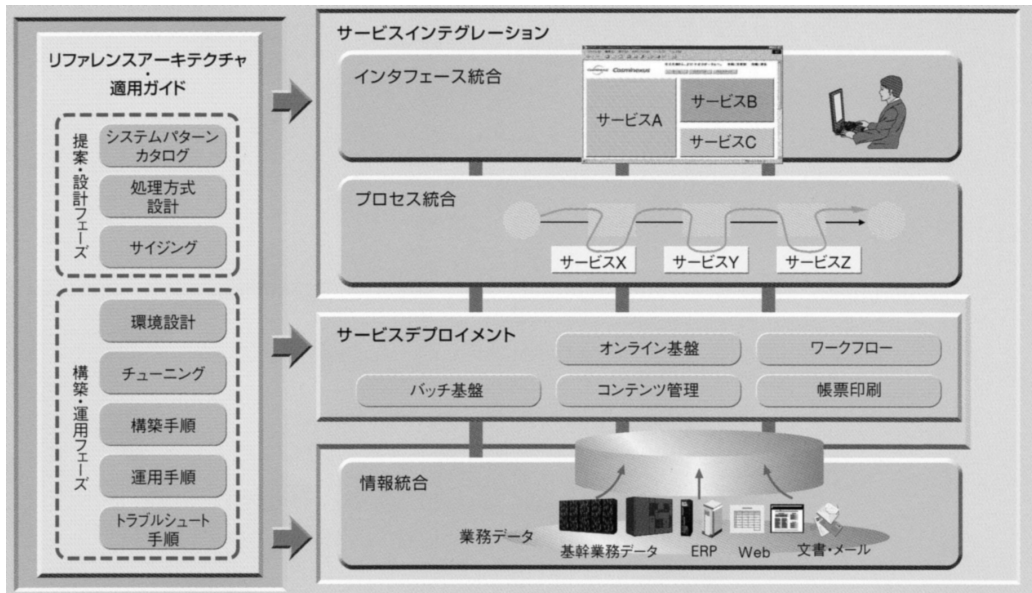 リファレンスアーキテクチャ
・
適用ガイド
提案・設計フェーズ
システムパターン
カタログ
処理方式
設計
サイジング
構築・運用フェーズ
環境設計
チューニング
構築手順
運用手順
トラブルシュート
手順
サービスインテグレーション
インタフェース統合
Cosminexus
サービスA
サービスB
サービスC
プロセス統合
サービスX
サービスY
サービスZ
サービスデプロイメント
オンライン基盤
ワークフロー
バッチ基盤
コンテンツ管理
帳票印刷
情報統合
業務データ
基幹業務データ
ERP
Web
文書・メール